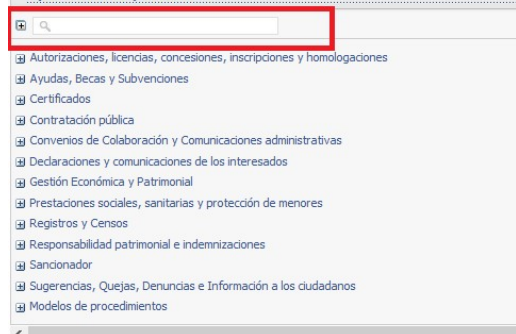 Autorizaciones, licencias, concesiones, inscripciones y homologaciones
Ayudas, Becas y Subvenciones
Certificados
Contratación pública
Convenios de Colaboración y Comunicaciones administrativas
Declaraciones y comunicaciones de los interesados
Gestión Económica y Patrimonial
Prestaciones sociales, sanitarias y protección de menores
Registros y Censos
Responsabilidad patrimonial e indemnizaciones
Sancionador
Sugerencias, Quejas, Denuncias e Información a los ciudadanos
Modelos de procedimientos